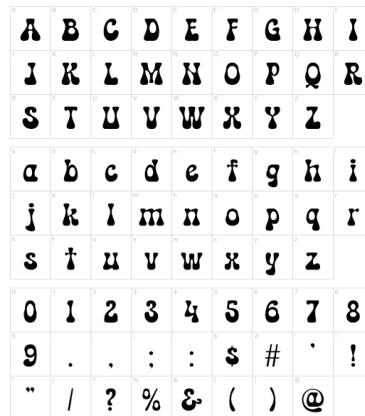 A B C D E F G H I
J K L M N O P Q R
S T U V W X Y Z
a b c d e f g h i
j k l m n o p q r
s t u v w x y z
0 1 2 3 4 5 6 7 8
9 . , ; : $ # ' !
" / ? % & ( ) @